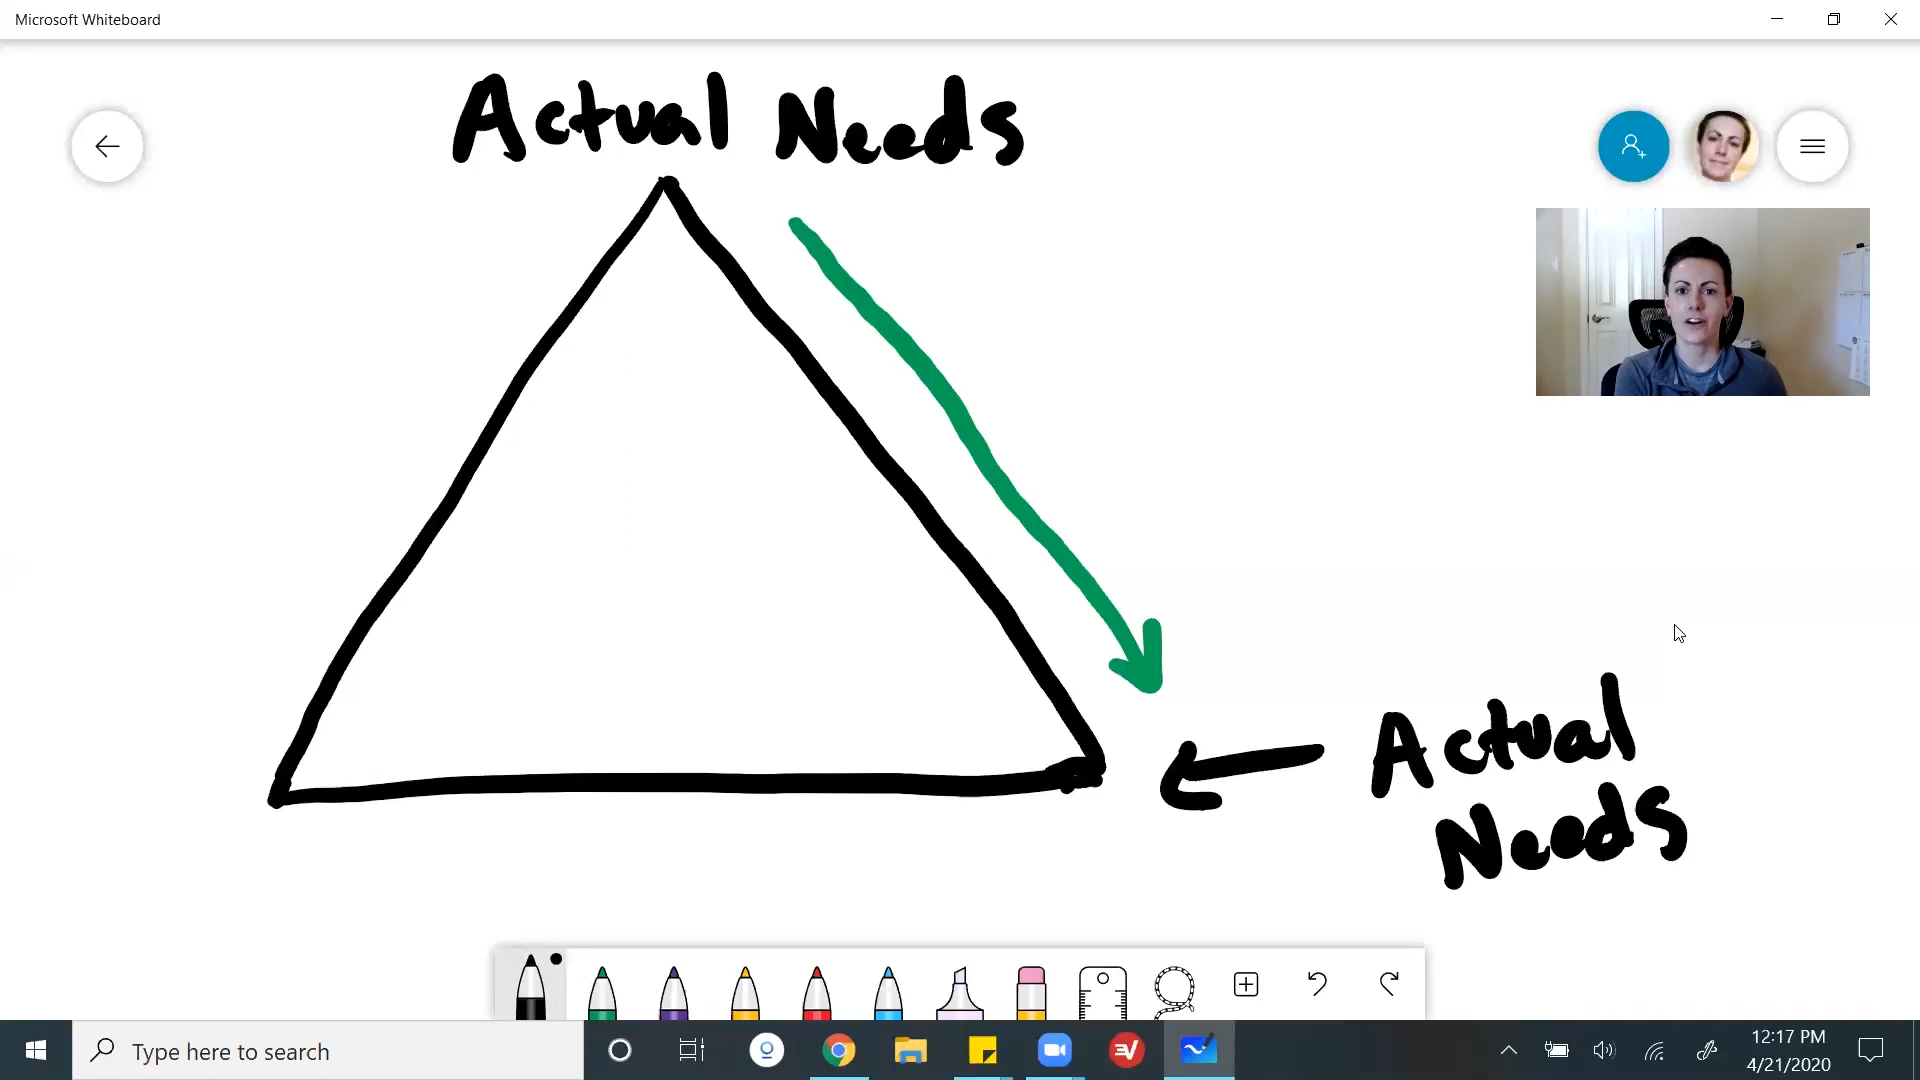 Microsoft Whiteboard
Actual Needs
Actual
Needs
Type here to search
12:17 PM
4/21/2020